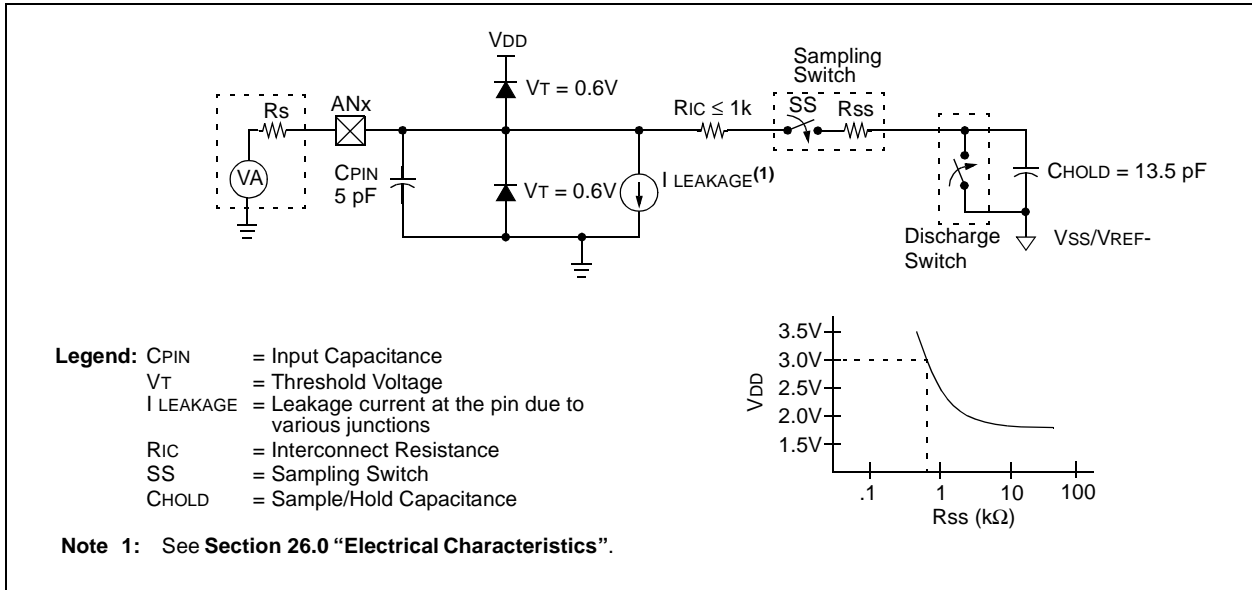 VDD
VT = 0.6V
Sampling
Switch
Rs
ANx
RIC ≤ 1k
SS
Rss
VA
CPIN
5 pF
VT = 0.6V
I LEAKAGE(1)
CHOLD = 13.5 pF
Discharge
Switch
VSS/VREF-
Legend: CPIN = Input Capacitance
VT = Threshold Voltage
I LEAKAGE = Leakage current at the pin due to
various junctions
RIC = Interconnect Resistance
SS = Sampling Switch
CHOLD = Sample/Hold Capacitance
VDD
3.5V
3.0V
2.5V
2.0V
1.5V
.1 1 10 100
Rss (kΩ)
Note 1: See Section 26.0 “Electrical Characteristics”.